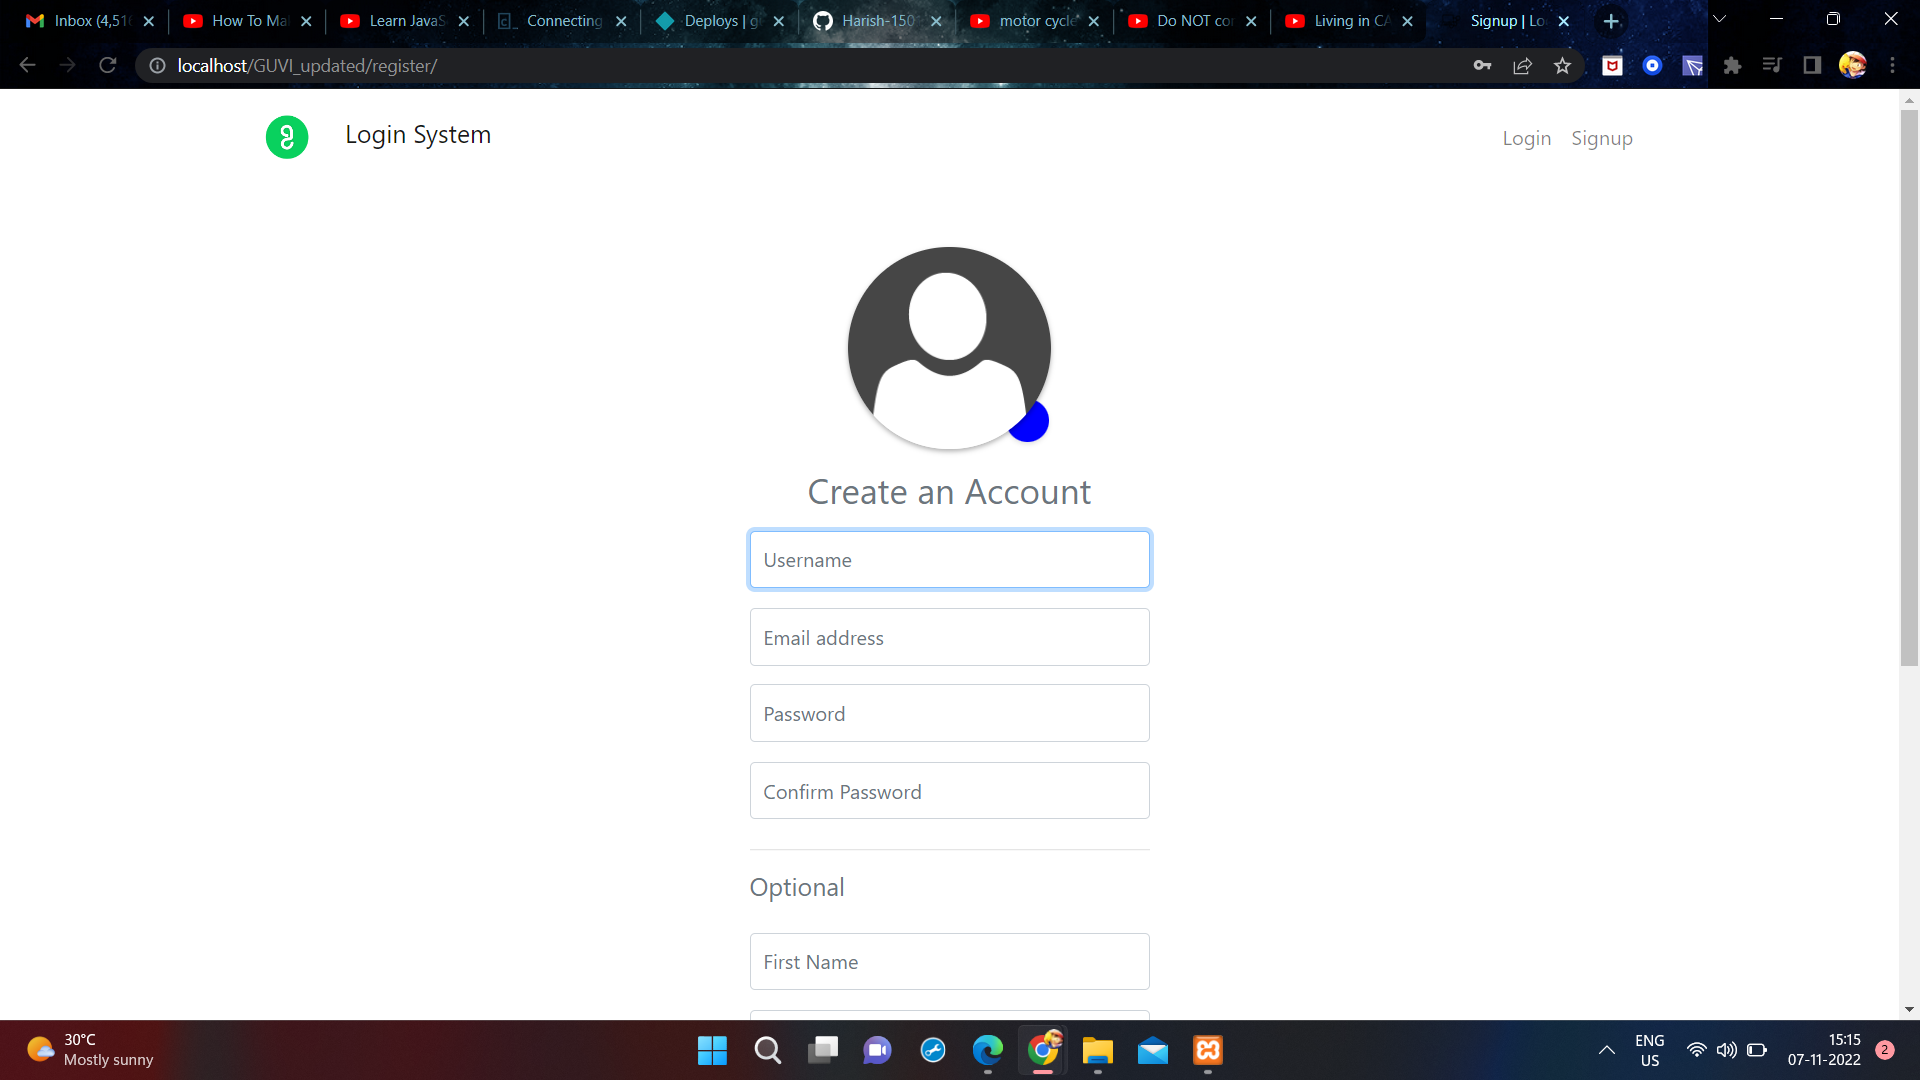 Inbox (4,51
How To Ma
Learn JavaS
Connecting
Deploys | g
Harish-150
motor cycle
Do NOT co
Living in CA
Signup | Lo
localhost/GUVI_updated/register/
Login System
Login
Signup
Create an Account
Username
Email address
Password
Confirm Password
Optional
First Name
30°C
Mostly sunny
ENG
US
15:15
07-11-2022
2